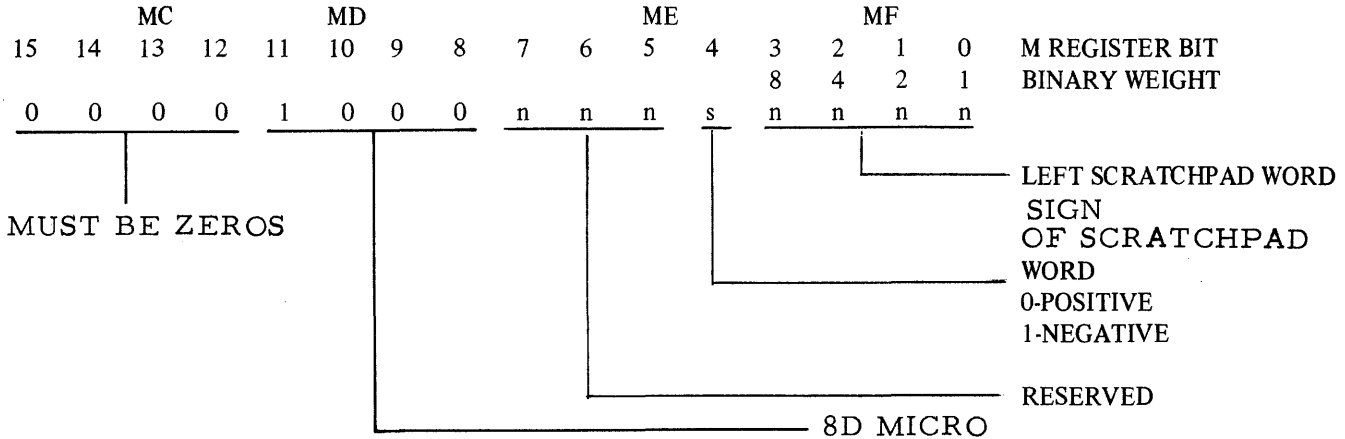 MC MD ME MF
15 14 13 12 11 10 9 8 7 6 5 4 3 2 1 0 M REGISTER BIT
8 4 2 1 BINARY WEIGHT
0 0 0 0 1 0 0 0 n n n s n n n n
LEFT SCRATCHPAD WORD
MUST BE ZEROS
SIGN
OF SCRATCHPAD
WORD
0-POSITIVE
1-NEGATIVE
RESERVED
8D MICRO